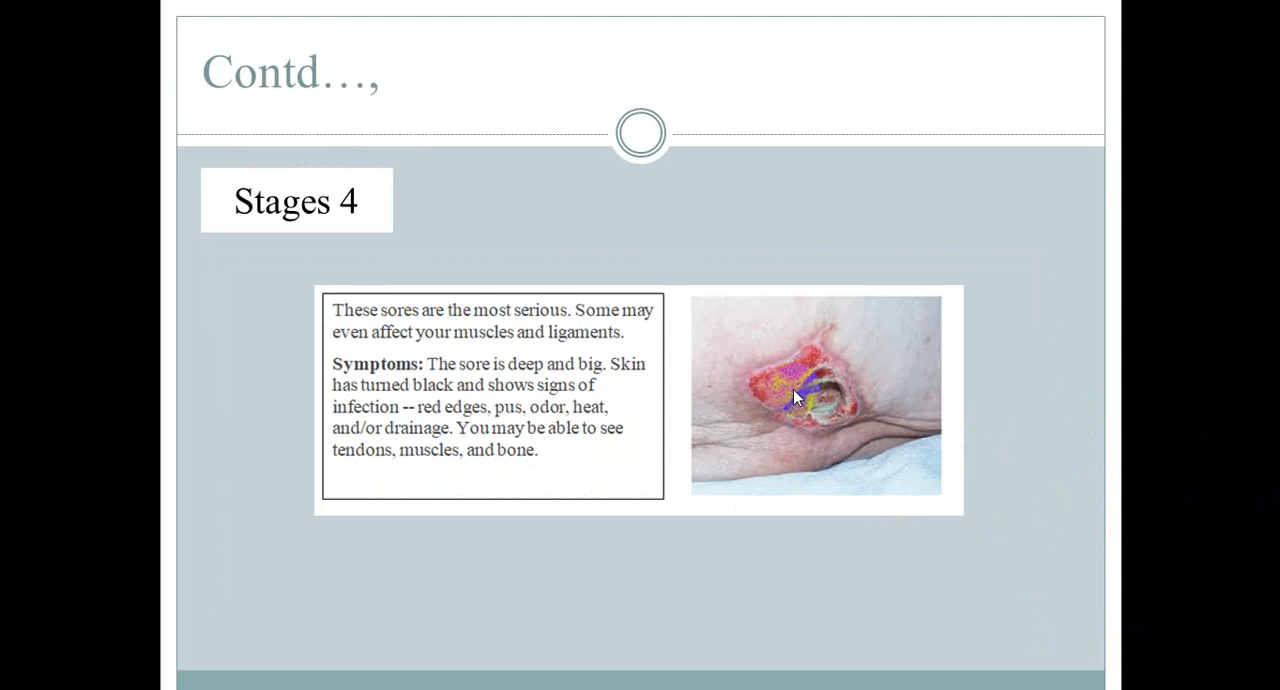 Contd…,
Stages 4
These sores are the most serious. Some may
even affect your muscles and ligaments.
Symptoms: The sore is deep and big. Skin
has turned black and shows signs of
infection -- red edges, pus, odor, heat,
and/or drainage. You may be able to see
tendons, muscles, and bone.